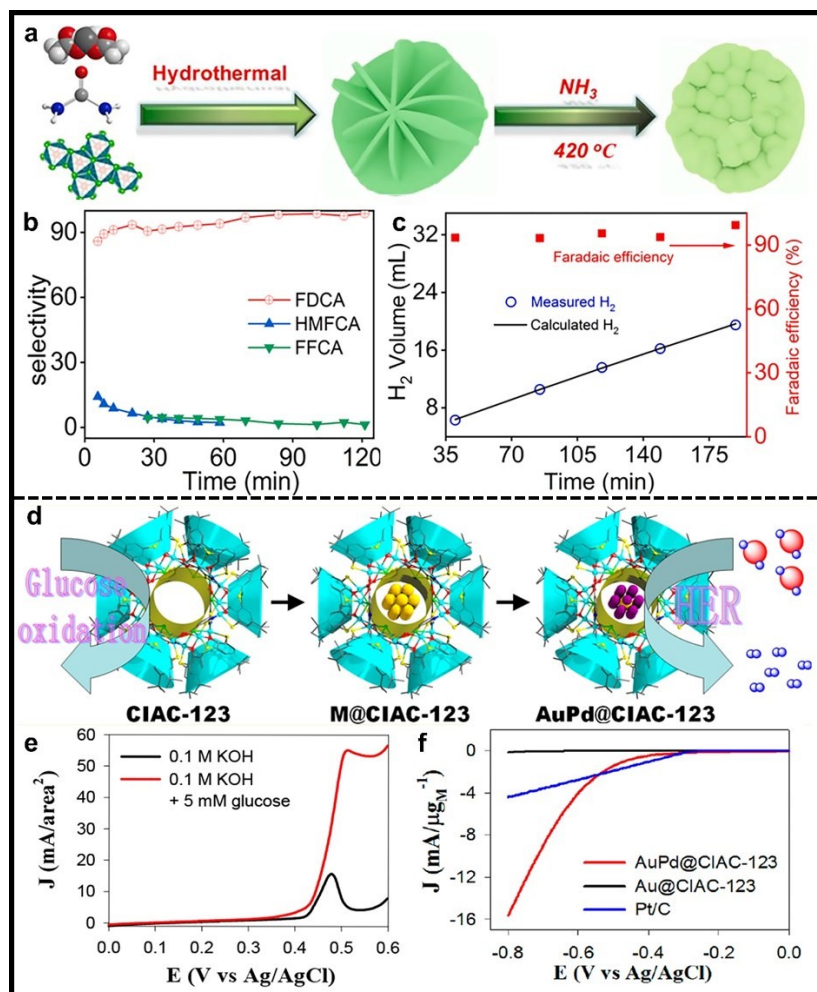 a
Hydrothermal
NH3
420 °C
b
90
60
30
0
selectivity
FDCA
HMFCA
FFCA
0 30 60 90 120
Time (min)
c
32
24
16
8
H2 Volume (mL)
Faradaic efficiency
Measured H2
Calculated H2
90
60
30
0
Faradaic efficiency (%)
35 70 105 140 175
Time (min)
d
Glucose
oxidation
HER
CIAC-123
M@CIAC-123
AuPd@CIAC-123
e
60
50
40
30
20
10
0
J (mA/area²)
0.1 M KOH
0.1 M KOH
+ 5 mM glucose
0.0 0.1 0.2 0.3 0.4 0.5 0.6
E (V vs Ag/AgCl)
f
0
-4
-8
-12
-16
J (mA/μgM⁻¹)
AuPd@CIAC-123
Au@CIAC-123
Pt/C
-0.8 -0.6 -0.4 -0.2 0.0
E (V vs Ag/AgCl)